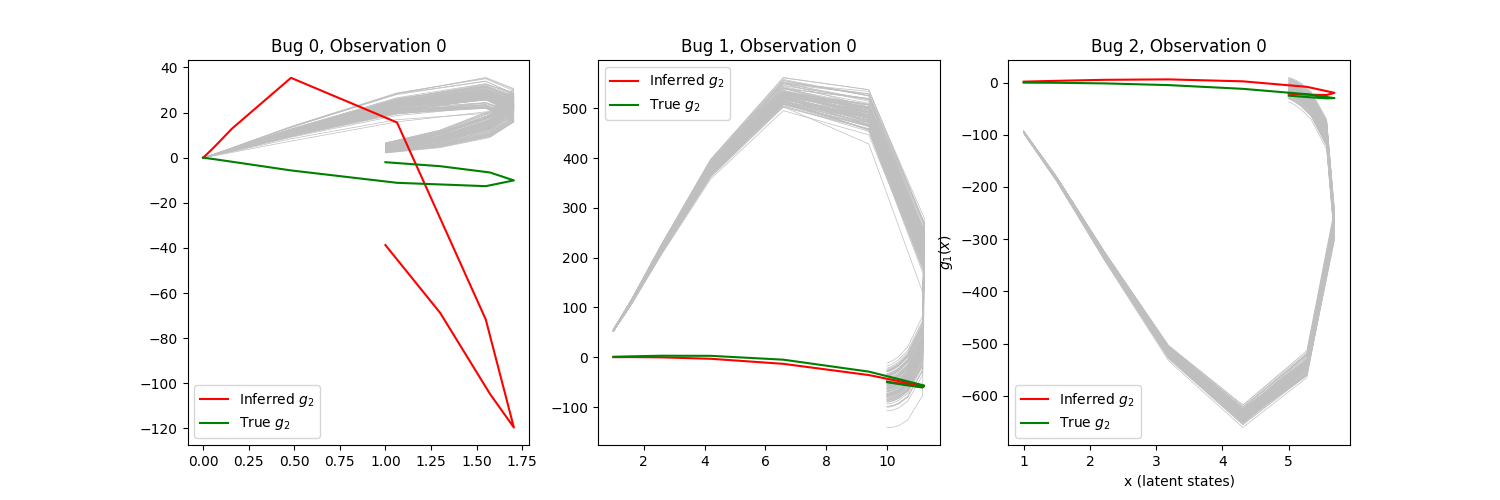 Bug 0, Observation 0
40
20
0
−20
−40
−60
−80
−100
−120
Inferred g₂
True g₂
0.00 0.25 0.50 0.75 1.00 1.25 1.50 1.75
Bug 1, Observation 0
Inferred g₂
True g₂
500
400
300
200
100
0
−100
2 4 6 8 10
Bug 2, Observation 0
g₁(x)
0
−100
−200
−300
−400
−500
−600
Inferred g₂
True g₂
1 2 3 4 5
x (latent states)